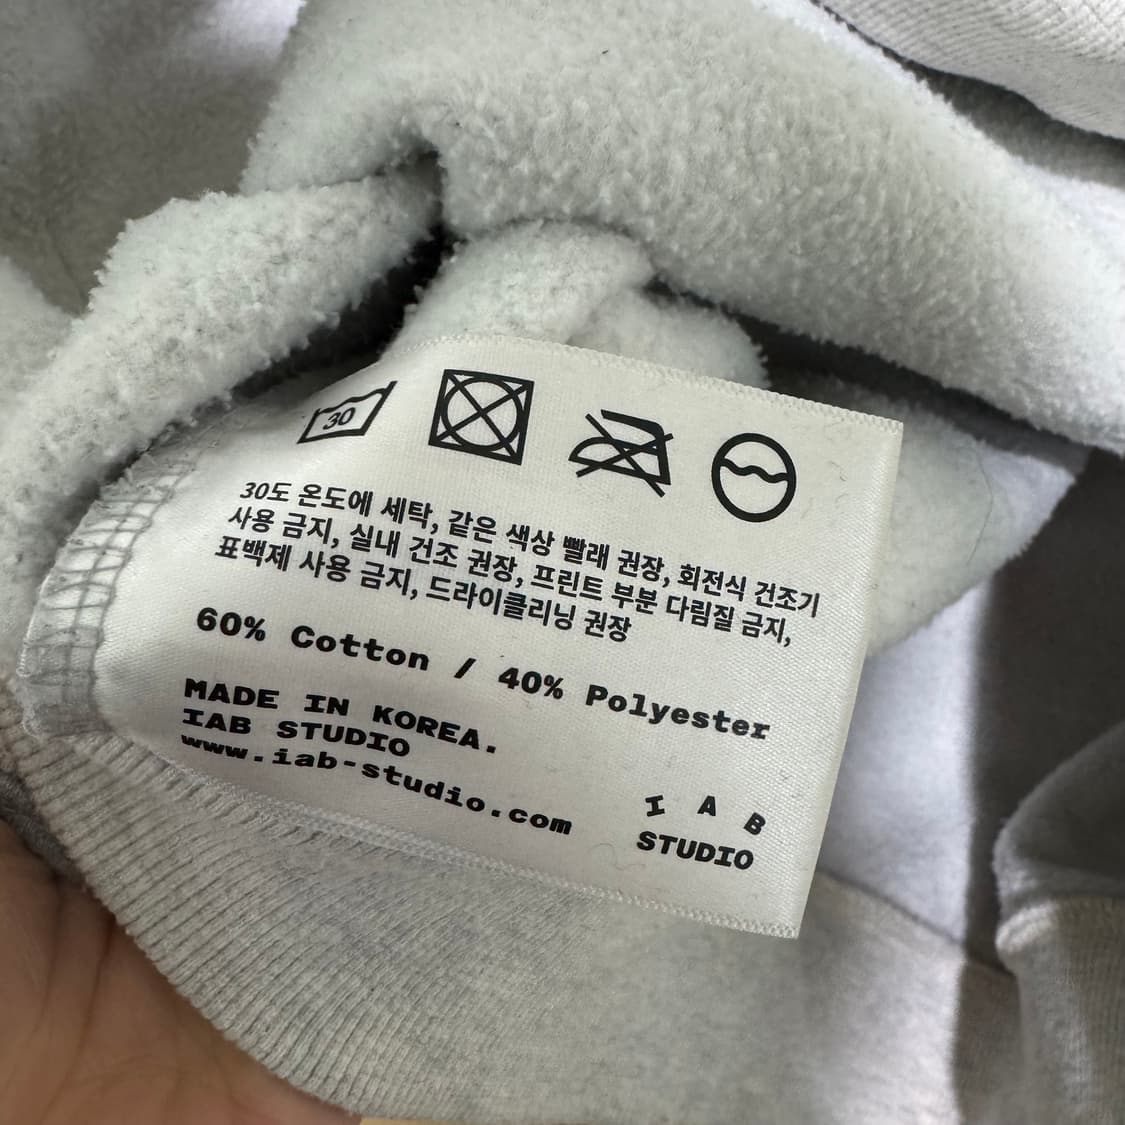 30
30도 온도에 세탁, 같은 색상 빨래 권장, 회전식 건조기
사용 금지, 실내 건조 권장, 프린트 부분 다림질 금지,
표백제 사용 금지, 드라이클리닝 권장
60% Cotton / 40% Polyester
MADE IN KOREA.
IAB STUDIO
www.iab-studio.com
I A B
STUDIO